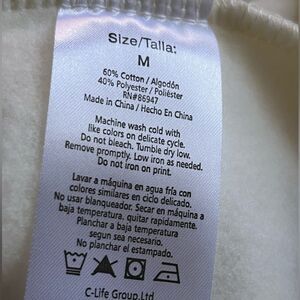 Size/Talla:
M
60% Cotton / Algodón
40% Polyester / Poliéster
RN#86947
Made in China / Hecho En China
Machine wash cold with
like colors on delicate cycle.
Do not bleach. Tumble dry low.
Remove promptly. Low iron as needed.
Do not iron on print.
Lavar a máquina en agua fría con
colores similares en ciclo delicado.
No usar blanqueador. Secar en máquina a
baja temperatura, quitar rapidamente.
Planchar a baja temperatura
segun sea necesario.
No planchar el estampado.
C-Life Group, Ltd